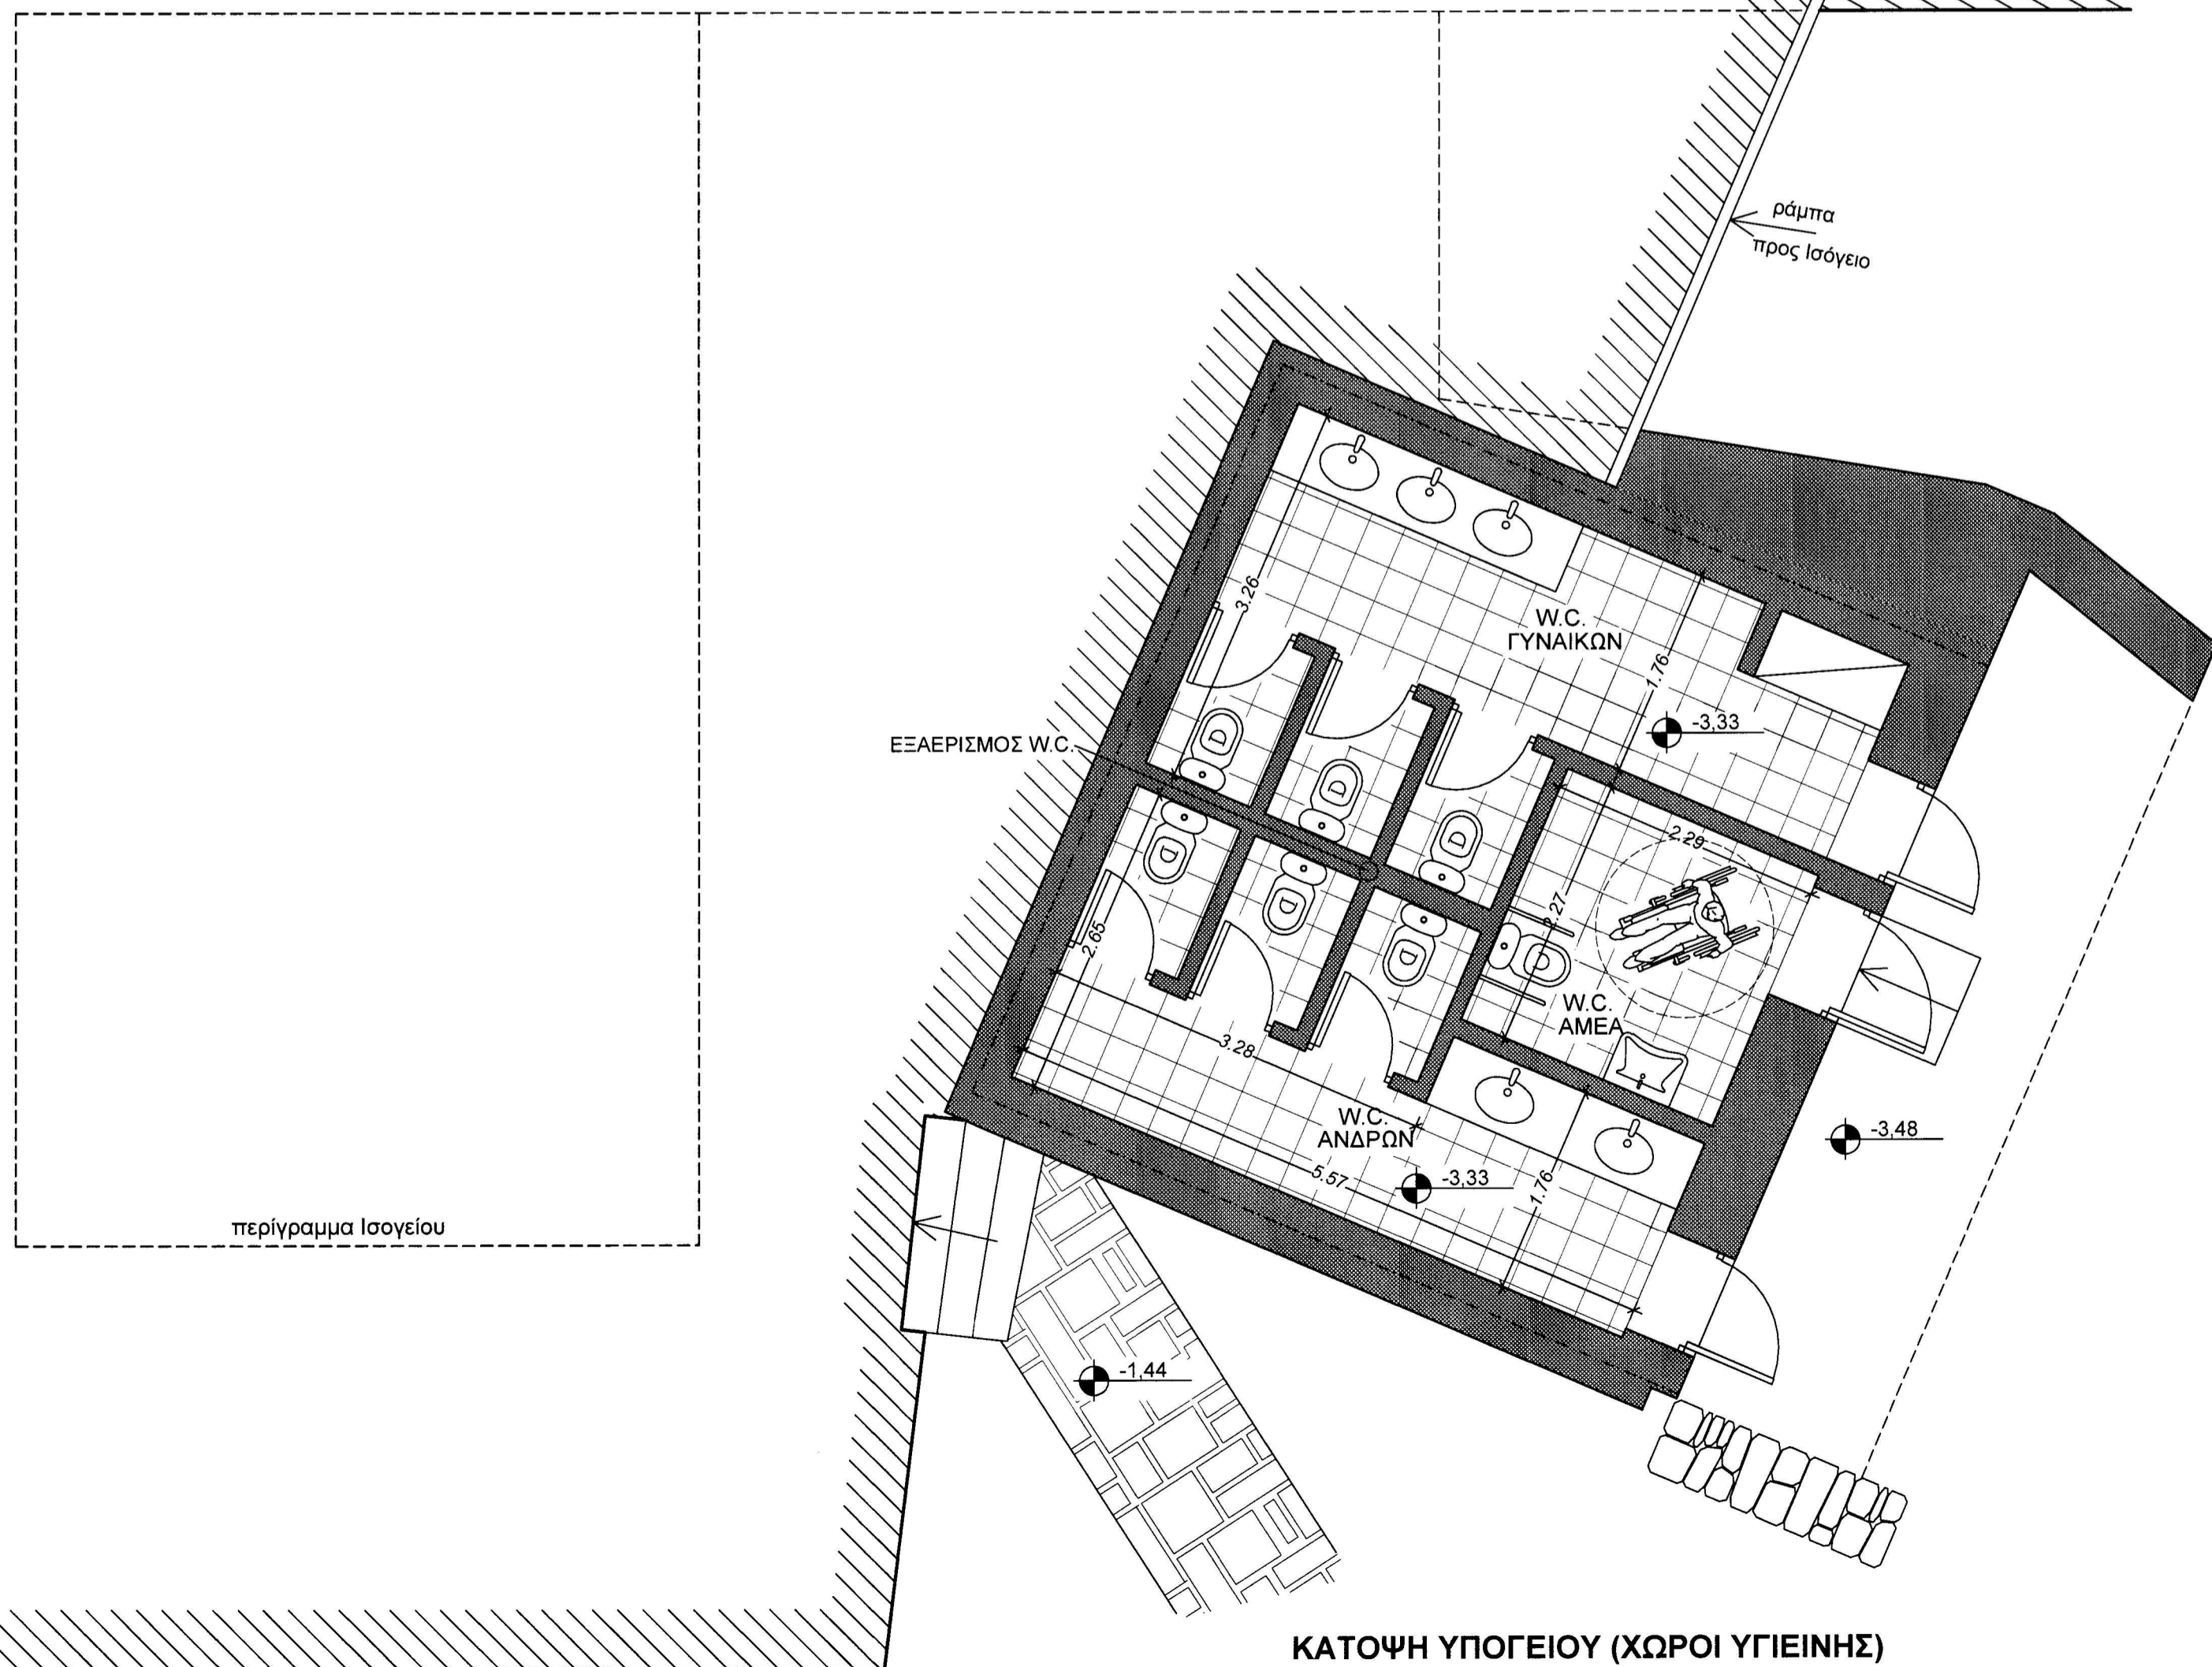 ράμπα
προς Ισόγειο
3.26
W.C.
ΓΥΝΑΙΚΩΝ
1.76
-3,33
ΕΞΑΕΡΙΣΜΟΣ W.C.
2.29
2.27
2.65
W.C.
ΑΜΕΑ
3.28
W.C.
ΑΝΔΡΩΝ
-3,48
5.57
-3,33
1.76
περίγραμμα Ισογείου
-1,44
ΚΑΤΟΨΗ ΥΠΟΓΕΙΟΥ (ΧΩΡΟΙ ΥΓΙΕΙΝΗΣ)